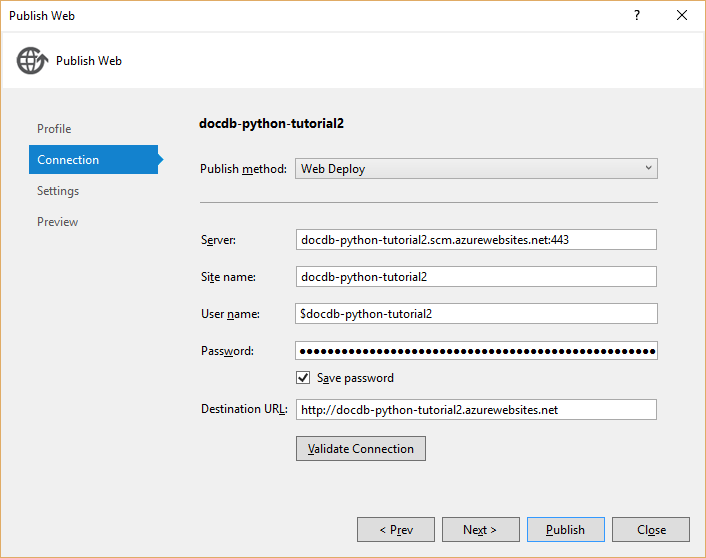 Publish Web
?
Publish Web
Profile
Connection
Settings
Preview
docdb-python-tutorial2
Publish method: Web Deploy
Server: docdb-python-tutorial2.scm.azurewebsites.net:443
Site name: docdb-python-tutorial2
User name: $docdb-python-tutorial2
Password: ●●●●●●●●●●●●●●●●●●●●●●●●●●●●●●●●●●●●●●●●●●●●●●●●●●●
Save password
Destination URL: http://docdb-python-tutorial2.azurewebsites.net
Validate Connection
< Prev Next > Publish Close